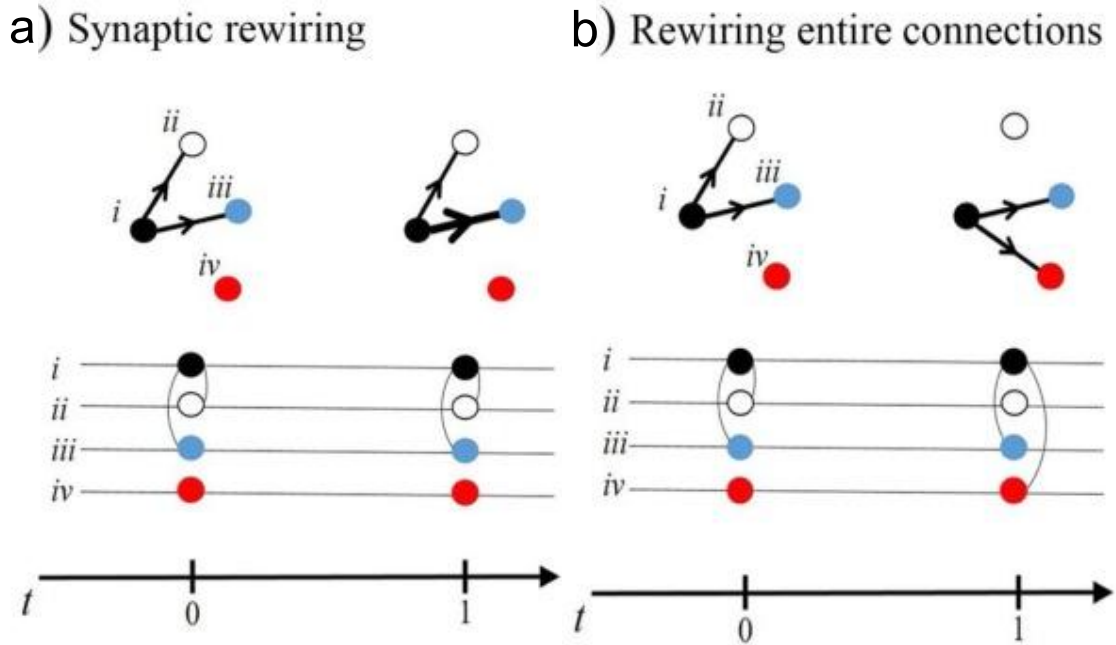 a) Synaptic rewiring
ii
iii
i
iv
i
ii
iii
iv
t
0
1
b) Rewiring entire connections
ii
iii
i
iv
i
ii
iii
iv
t
0
1